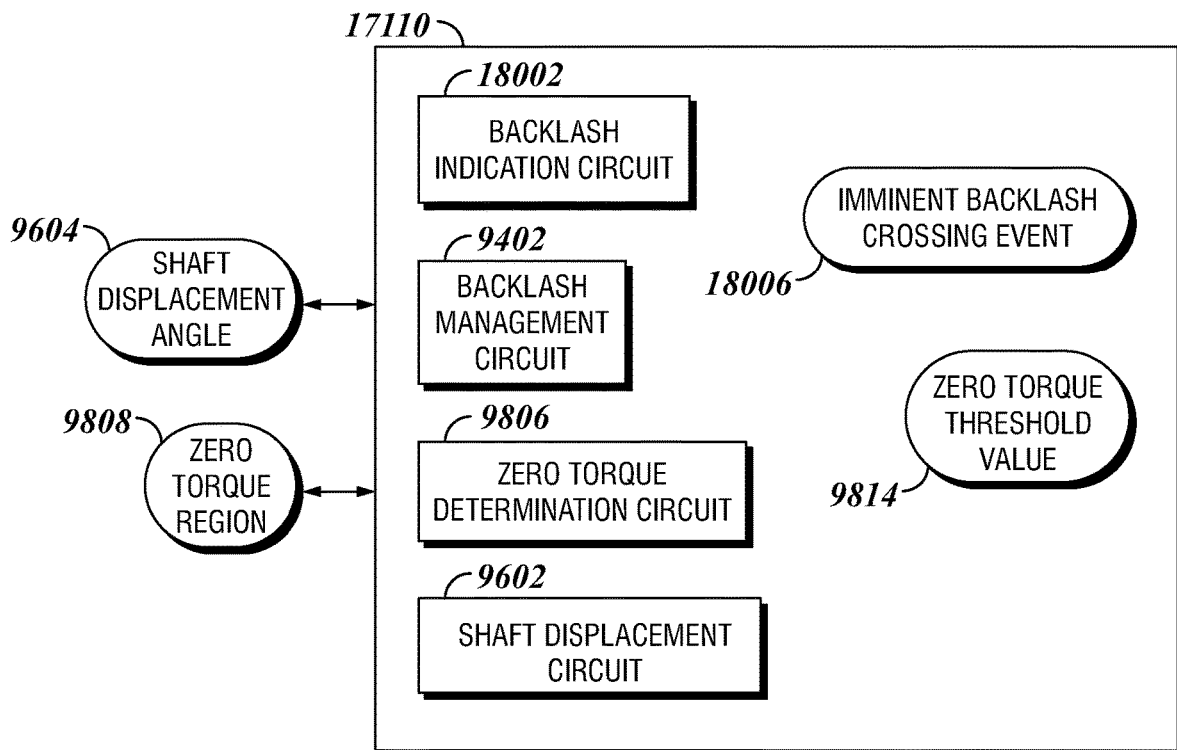 17110
18002
BACKLASH
INDICATION CIRCUIT
IMMINENT BACKLASH
CROSSING EVENT
18006
9604
SHAFT
DISPLACEMENT
ANGLE
9402
BACKLASH
MANAGEMENT
CIRCUIT
ZERO TORQUE
THRESHOLD
VALUE
9814
9808
ZERO
TORQUE
REGION
9806
ZERO TORQUE
DETERMINATION CIRCUIT
9602
SHAFT DISPLACEMENT
CIRCUIT